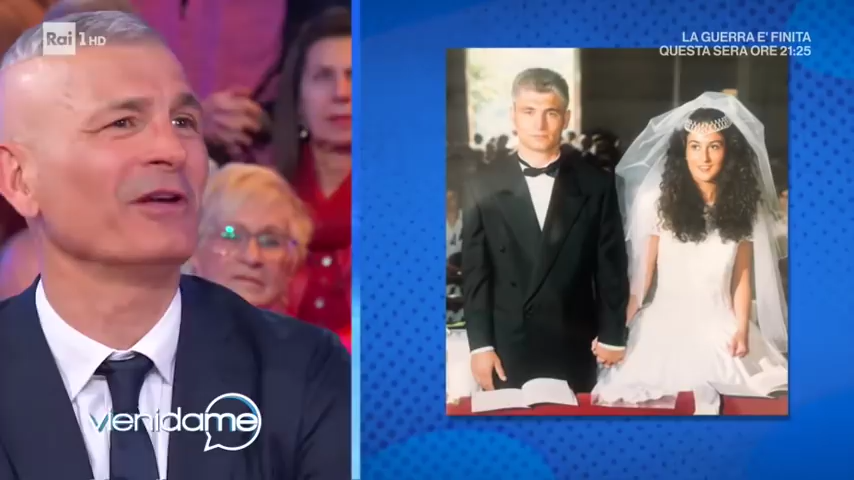 Rai 1 HD
LA GUERRA E' FINITA
QUESTA SERA ORE 21:25
vienidame